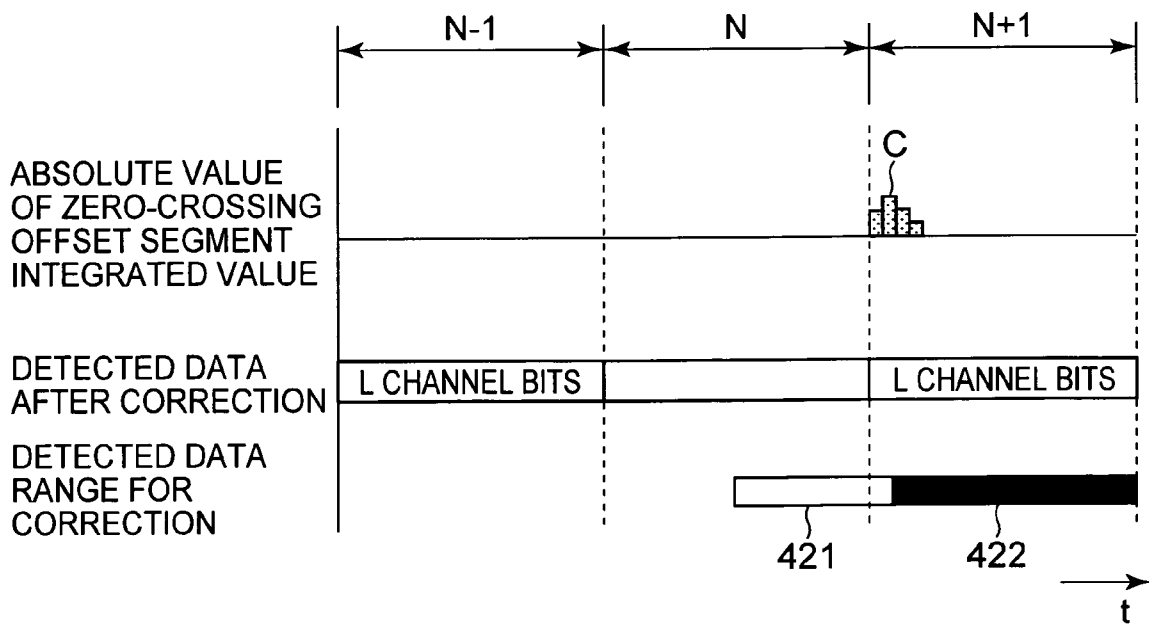 N-1 N N+1
C
ABSOLUTE VALUE
OF ZERO-CROSSING
OFFSET SEGMENT
INTEGRATED VALUE
DETECTED DATA
AFTER CORRECTION
L CHANNEL BITS L CHANNEL BITS
DETECTED DATA
RANGE FOR
CORRECTION
421 422
t